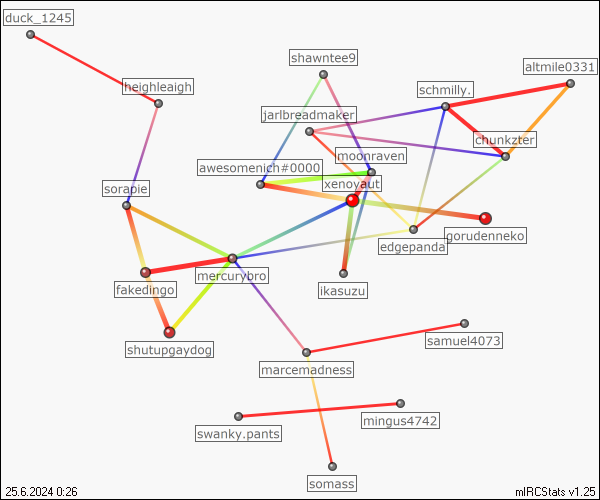 duck_1245
shawntee9
altmile0331
heighleaigh
schmilly.
jarlbreadmaker
chunkzter
moonraven
awesomenich#0000
xenoyaut
sorapie
gorudenneko
edgepanda
mercurybro
fakedingo
ikasuzu
samuel4073
shutupgaydog
marcemadness
mingus4742
swanky.pants
somass
25.6.2024 0:26
mIRCStats v1.25